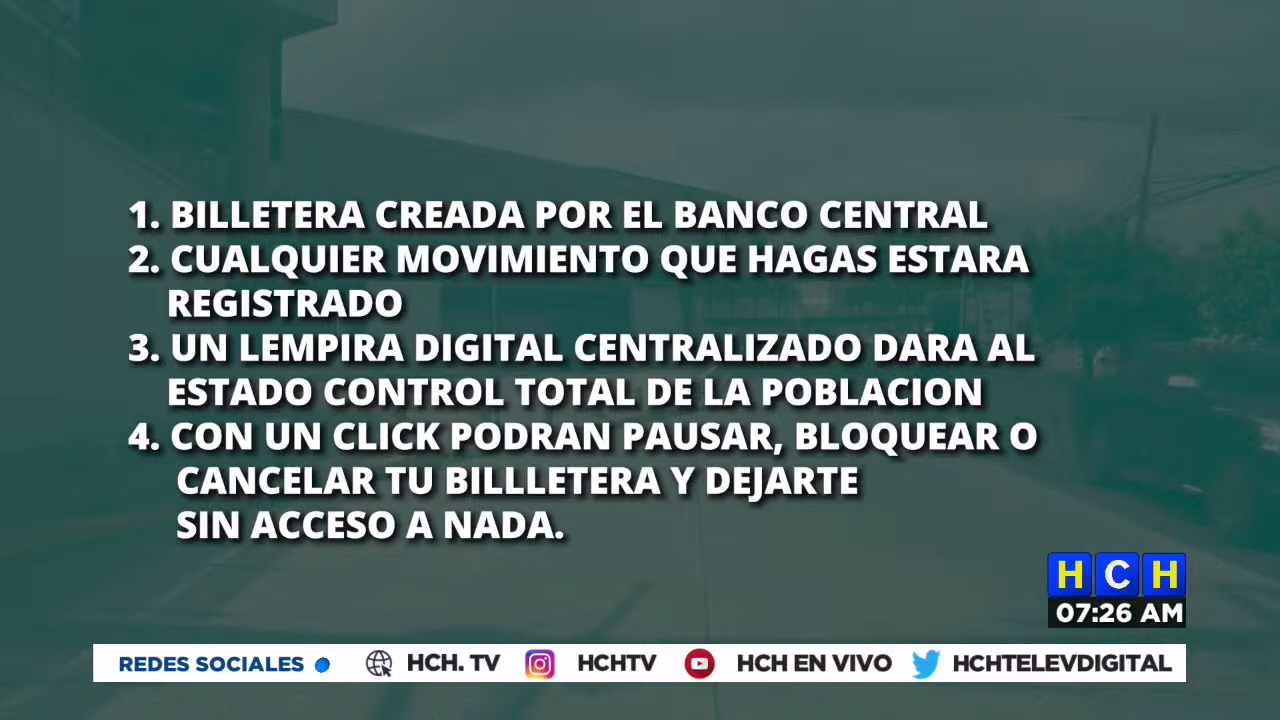 1. BILLETERA CREADA POR EL BANCO CENTRAL
2. CUALQUIER MOVIMIENTO QUE HAGAS ESTARA
REGISTRADO
3. UN LEMPIRA DIGITAL CENTRALIZADO DARA AL
ESTADO CONTROL TOTAL DE LA POBLACION
4. CON UN CLICK PODRAN PAUSAR, BLOQUEAR O
CANCELAR TU BILLLETERA Y DEJARTE
SIN ACCESO A NADA.
HCH
07:26 AM
REDES SOCIALES HCH. TV HCHTV HCH EN VIVO HCHTELEVDIGITAL